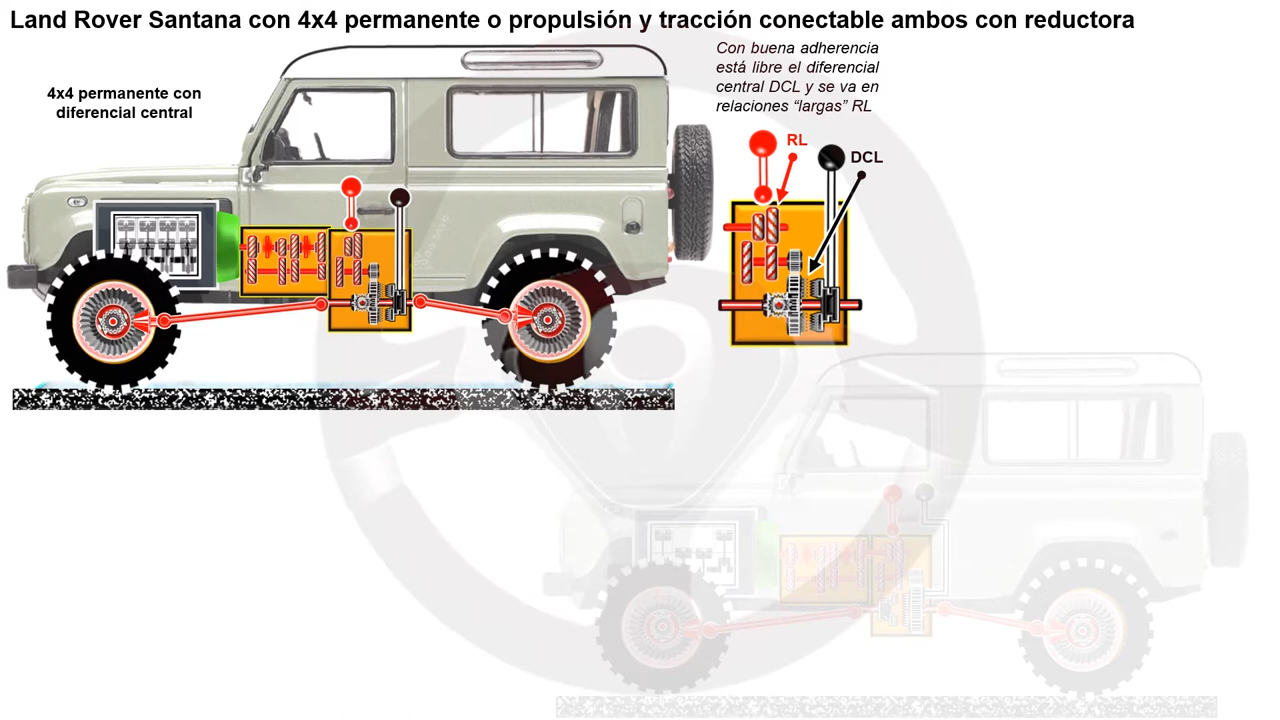 Land Rover Santana con 4x4 permanente o propulsión y tracción conectable ambos con reductora
4x4 permanente con
diferencial central
Con buena adherencia
está libre el diferencial
central DCL y se va en
relaciones “largas” RL
RL
DCL